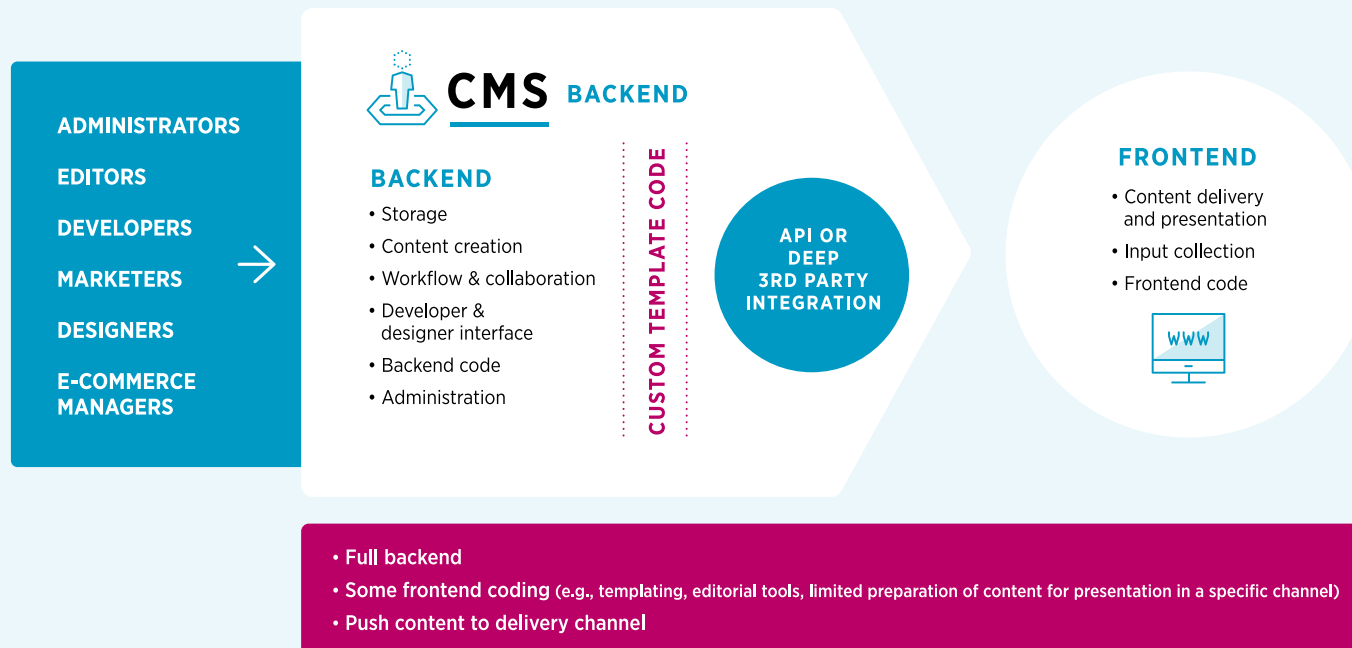 ADMINISTRATORS
EDITORS
DEVELOPERS
MARKETERS
DESIGNERS
E-COMMERCE
MANAGERS
CMS BACKEND
BACKEND
• Storage
• Content creation
• Workflow & collaboration
• Developer &
designer interface
• Backend code
• Administration
CUSTOM TEMPLATE CODE
API OR
DEEP
3RD PARTY
INTEGRATION
FRONTEND
• Content delivery
and presentation
• Input collection
• Frontend code
WWW
• Full backend
• Some frontend coding (e.g., templating, editorial tools, limited preparation of content for presentation in a specific channel)
• Push content to delivery channel